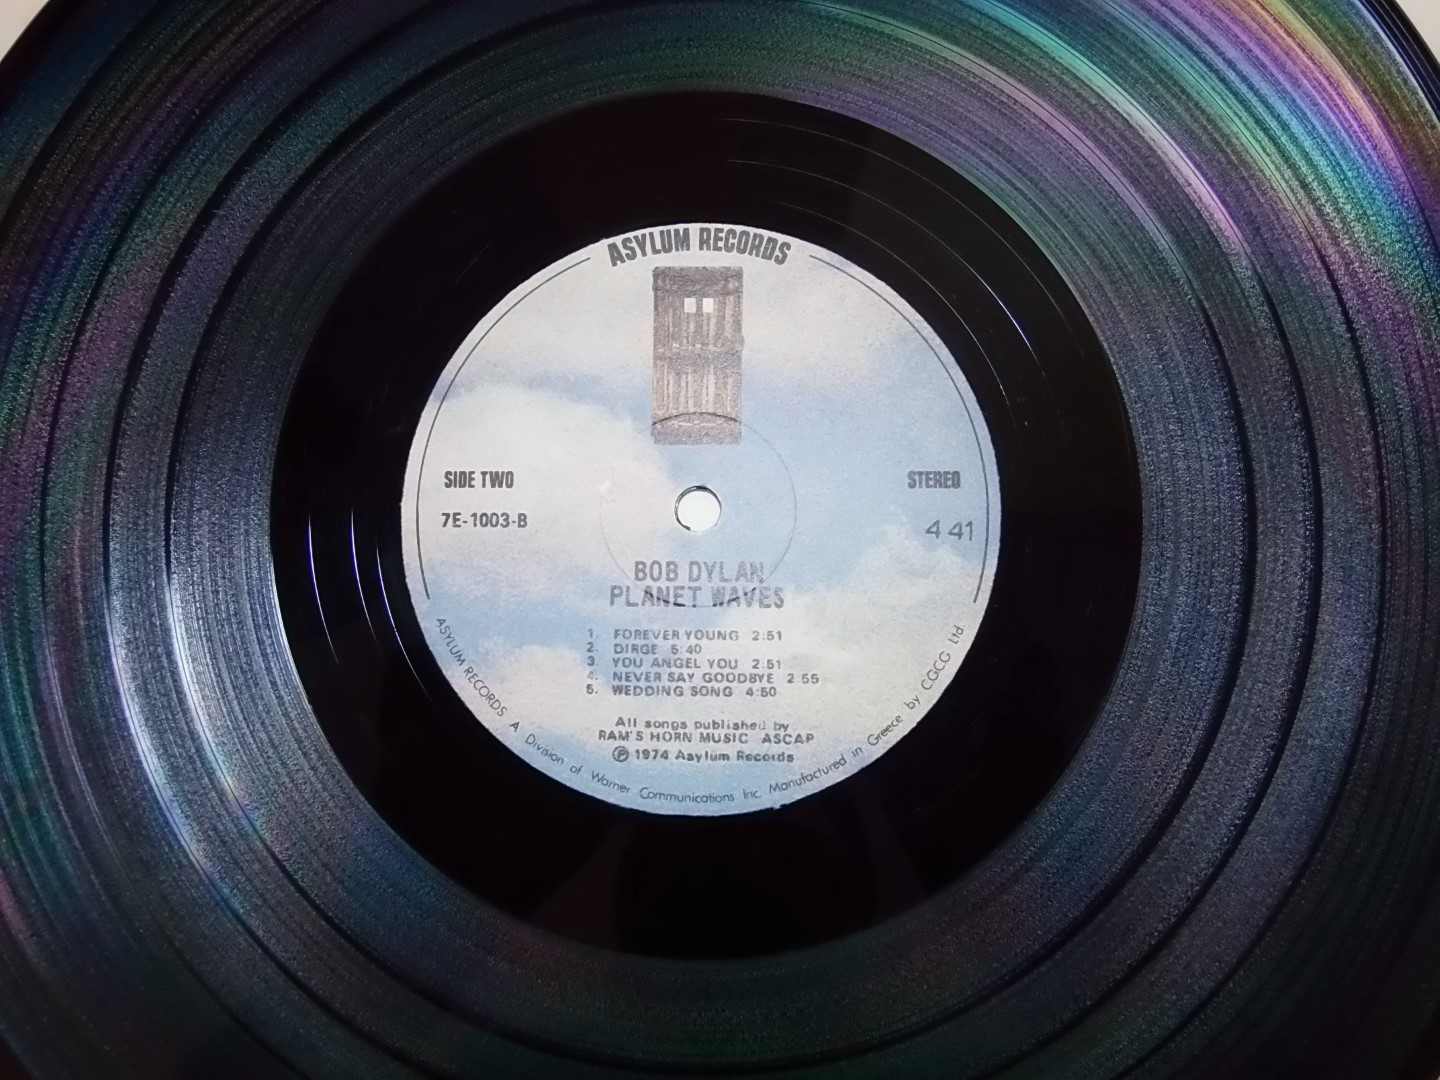 ASYLUM RECORDS
SIDE TWO
STEREO
7E-1003-B
4 41
BOB DYLAN
PLANET WAVES
1. FOREVER YOUNG 2:51
2. DIRGE 5:40
3. YOU ANGEL YOU 2:51
4. NEVER SAY GOODBYE 2:55
5. WEDDING SONG 4:50
All songs published by
RAM'S HORN MUSIC ASCAP
Ⓟ 1974 Asylum Records
ASYLUM RECORDS A Division of Warner Communications Inc. Manufactured in Greece by CGCG Ltd.